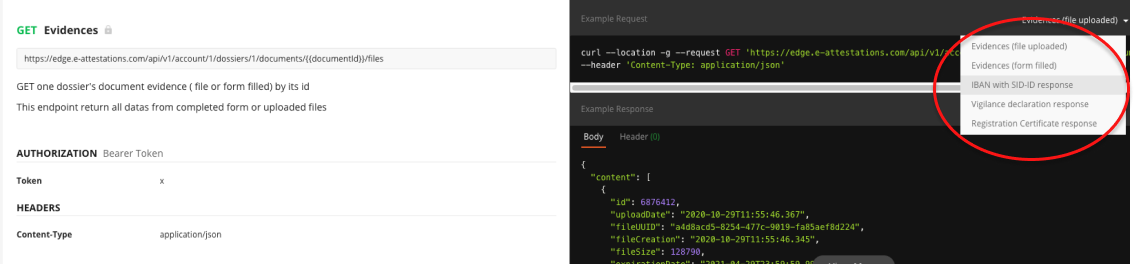 GET Evidences
https://edge.e-attestations.com/api/v1/account/1/dossiers/1/documents/{{documentId}}/files
GET one dossier's document evidence ( file or form filled) by its id
This endpoint return all datas from completed form or uploaded files
AUTHORIZATION Bearer Token
Token x
HEADERS
Content-Type application/json
Example Request
Evidences (file uploaded)
curl --location -g --request GET 'https://edge.e-attestations.com/api/v1/acc
--header 'Content-Type: application/json'
Evidences (file uploaded)
Evidences (form filled)
IBAN with SID-ID response
Vigilance declaration response
Registration Certificate response
Example Response
Body Header (0)
{
"content": [
{
"id": 6876412,
"uploadDate": "2020-10-29T11:55:46.367",
"fileUUID": "a4d8acd5-8254-477c-9019-fa85aef8d224",
"fileCreation": "2020-10-29T11:55:46.345",
"fileSize": 128790,
"expirationDate": "2021-04-29T23:59:59